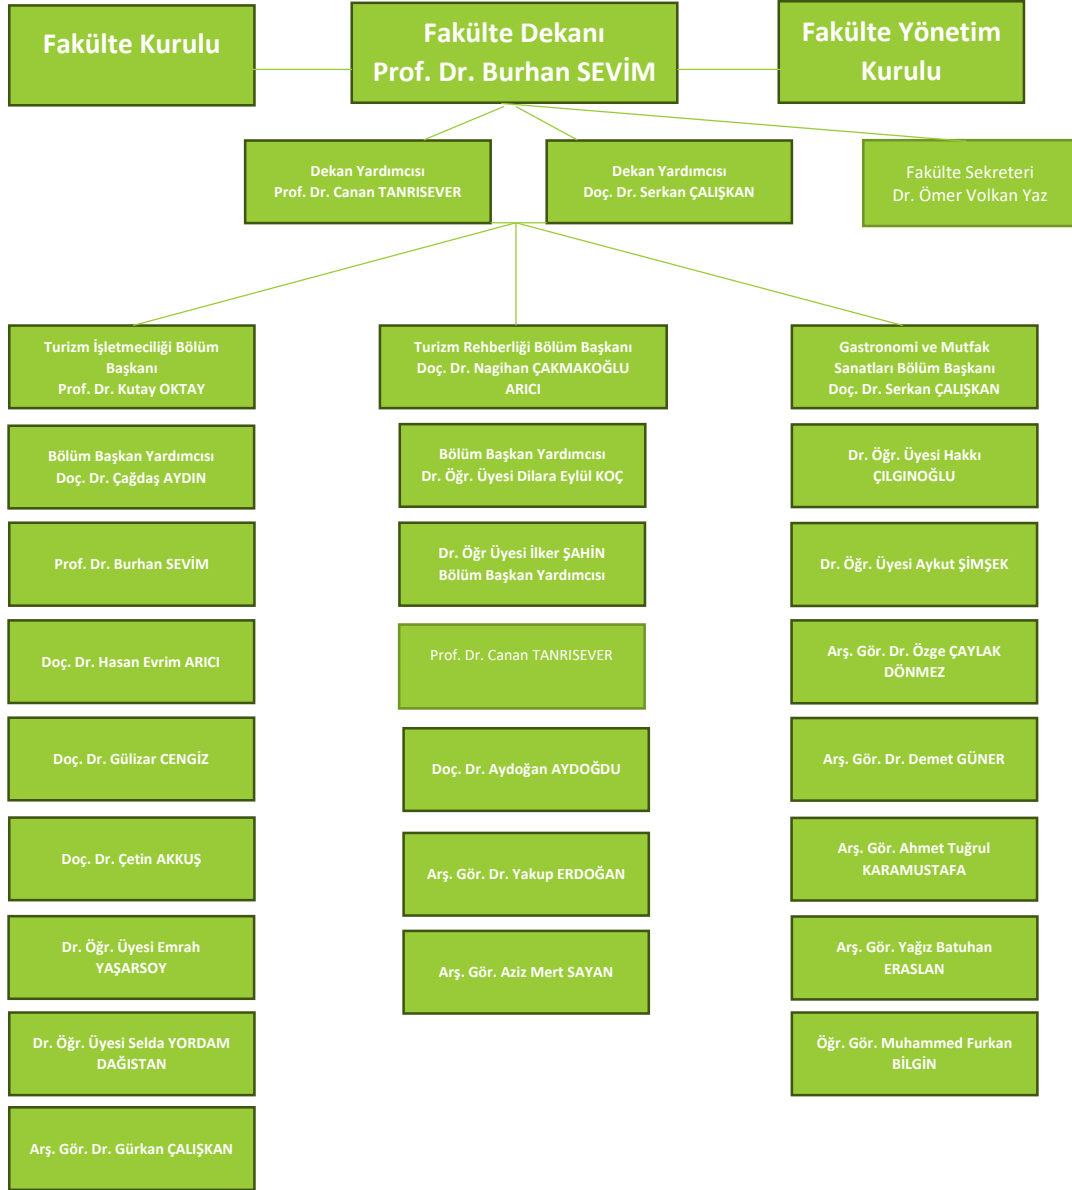 Fakülte Kurulu
Fakülte Dekanı
Prof. Dr. Burhan SEVİM
Fakülte Yönetim
Kurulu
Dekan Yardımcısı
Prof. Dr. Canan TANRISEVER
Dekan Yardımcısı
Doç. Dr. Serkan ÇALIŞKAN
Fakülte Sekreteri
Dr. Ömer Volkan Yaz
Turizm İşletmeciliği Bölüm
Başkanı
Prof. Dr. Kutay OKTAY
Bölüm Başkan Yardımcısı
Doç. Dr. Çağdaş AYDIN
Prof. Dr. Burhan SEVİM
Doç. Dr. Hasan Evrim ARICI
Doç. Dr. Gülizar CENGİZ
Doç. Dr. Çetin AKKUŞ
Dr. Öğr. Üyesi Emrah
YAŞARSOY
Dr. Öğr. Üyesi Selda YORDAM
DAĞISTAN
Arş. Gör. Dr. Gürkan ÇALIŞKAN
Turizm Rehberliği Bölüm Başkanı
Doç. Dr. Nagihan ÇAKMAKOĞLU
ARICI
Bölüm Başkan Yardımcısı
Dr. Öğr. Üyesi Dilara Eylül KOÇ
Dr. Öğr Üyesi İlker ŞAHİN
Bölüm Başkan Yardımcısı
Prof. Dr. Canan TANRISEVER
Doç. Dr. Aydoğan AYDOĞDU
Arş. Gör. Dr. Yakup ERDOĞAN
Arş. Gör. Aziz Mert SAYAN
Gastronomi ve Mutfak
Sanatları Bölüm Başkanı
Doç. Dr. Serkan ÇALIŞKAN
Dr. Öğr. Üyesi Hakkı
ÇILGINOĞLU
Dr. Öğr. Üyesi Aykut ŞİMŞEK
Arş. Gör. Dr. Özge ÇAYLAK
DÖNMEZ
Arş. Gör. Dr. Demet GÜNER
Arş. Gör. Ahmet Tuğrul
KARAMUSTAFA
Arş. Gör. Yağız Batuhan
ERASLAN
Öğr. Gör. Muhammed Furkan
BİLGİN